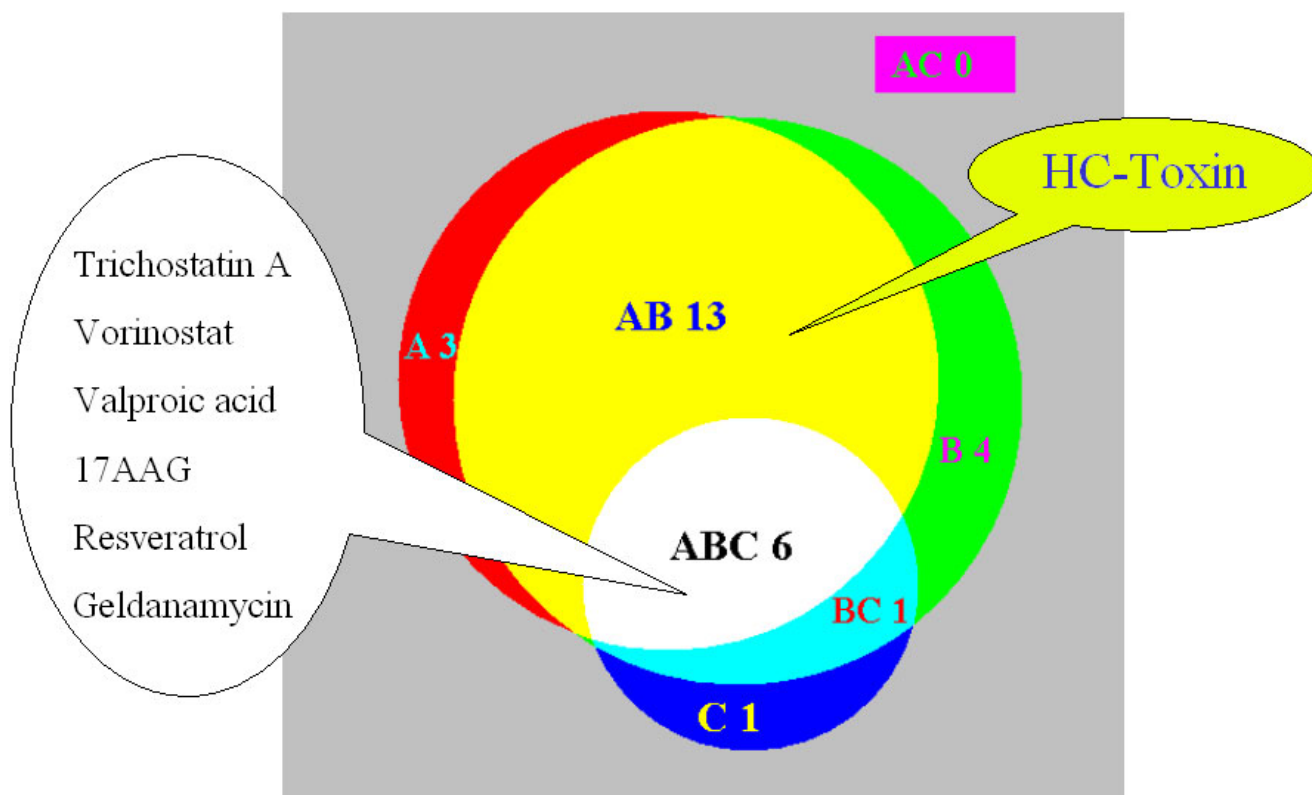 AC 0
HC-Toxin
Trichostatin A
Vorinostat
Valproic acid
17AAG
Resveratrol
Geldanamycin
AB 13
A 3
B 4
ABC 6
BC 1
C 1